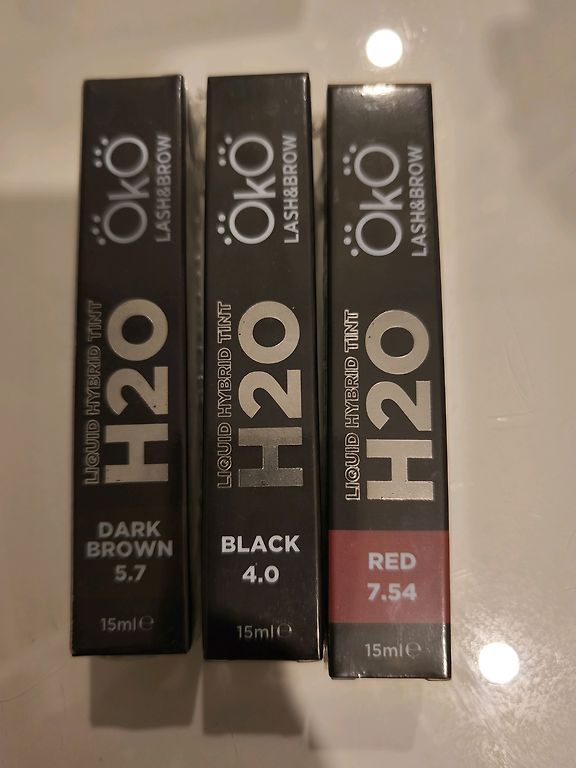 ÖkÖ
LASH&BROW
LIQUID HYBRID TINT
H2O
DARK
BROWN
5.7
15ml℮
ÖkÖ
LASH&BROW
LIQUID HYBRID TINT
H2O
BLACK
4.0
15ml℮
ÖkÖ
LASH&BROW
LIQUID HYBRID TINT
H2O
RED
7.54
15ml℮